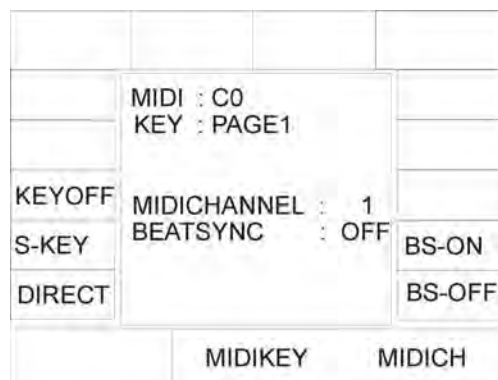 MIDI : C0
KEY : PAGE1
KEYOFF
MIDICHANNEL : 1
S-KEY
BEATSYNC : OFF
BS-ON
DIRECT
BS-OFF
MIDIKEY MIDICH